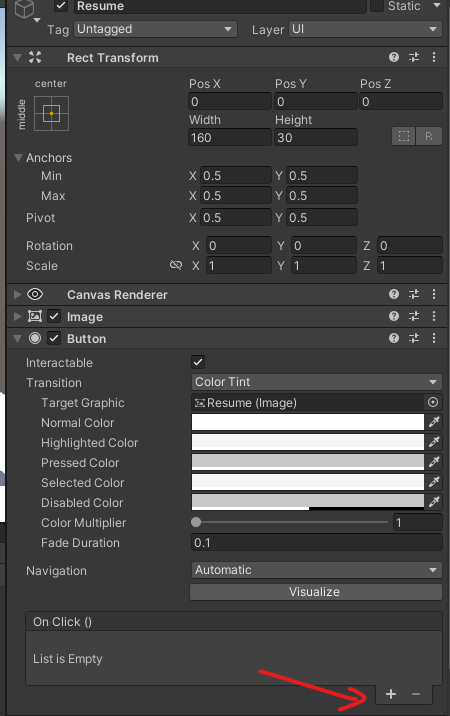 Resume
Static
Tag Untagged Layer UI
Rect Transform
center
middle
Pos X Pos Y Pos Z
0 0 0
Width Height
160 30
R
Anchors
Min X 0.5 Y 0.5
Max X 0.5 Y 0.5
Pivot X 0.5 Y 0.5
Rotation X 0 Y 0 Z 0
Scale X 1 Y 1 Z 1
Canvas Renderer
Image
Button
Interactable
Transition Color Tint
Target Graphic Resume (Image)
Normal Color
Highlighted Color
Pressed Color
Selected Color
Disabled Color
Color Multiplier 1
Fade Duration 0.1
Navigation Automatic
Visualize
On Click ()
List is Empty
+ −